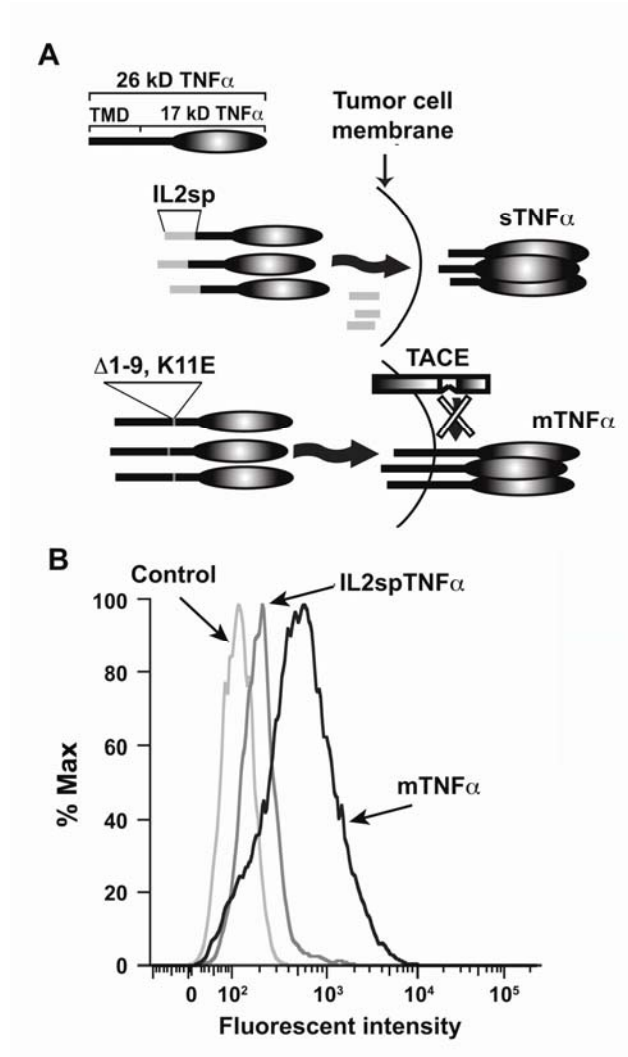 A
26 kD TNFα
TMD 17 kD TNFα
Tumor cell
membrane
IL2sp
sTNFα
Δ1-9, K11E
TACE
mTNFα
B
Control
IL2spTNFα
mTNFα
100
80
60
40
20
0
% Max
0 10² 10³ 10⁴ 10⁵
Fluorescent intensity